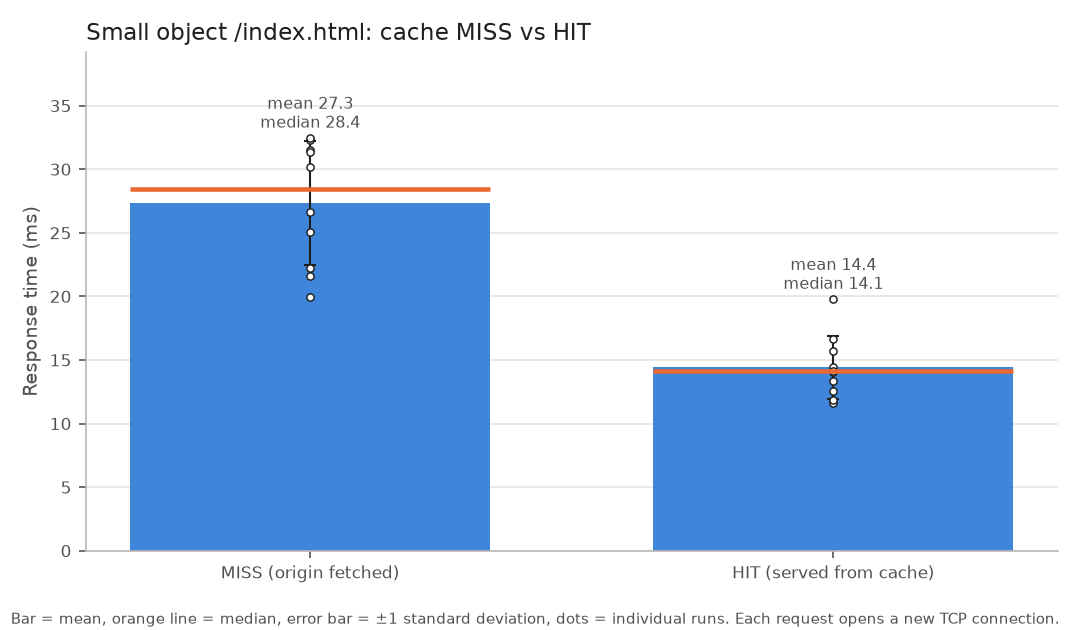 Small object /index.html: cache MISS vs HIT
Response time (ms)
35
30
25
20
15
10
5
0
mean 27.3
median 28.4
mean 14.4
median 14.1
MISS (origin fetched)
HIT (served from cache)
Bar = mean, orange line = median, error bar = ±1 standard deviation, dots = individual runs. Each request opens a new TCP connection.